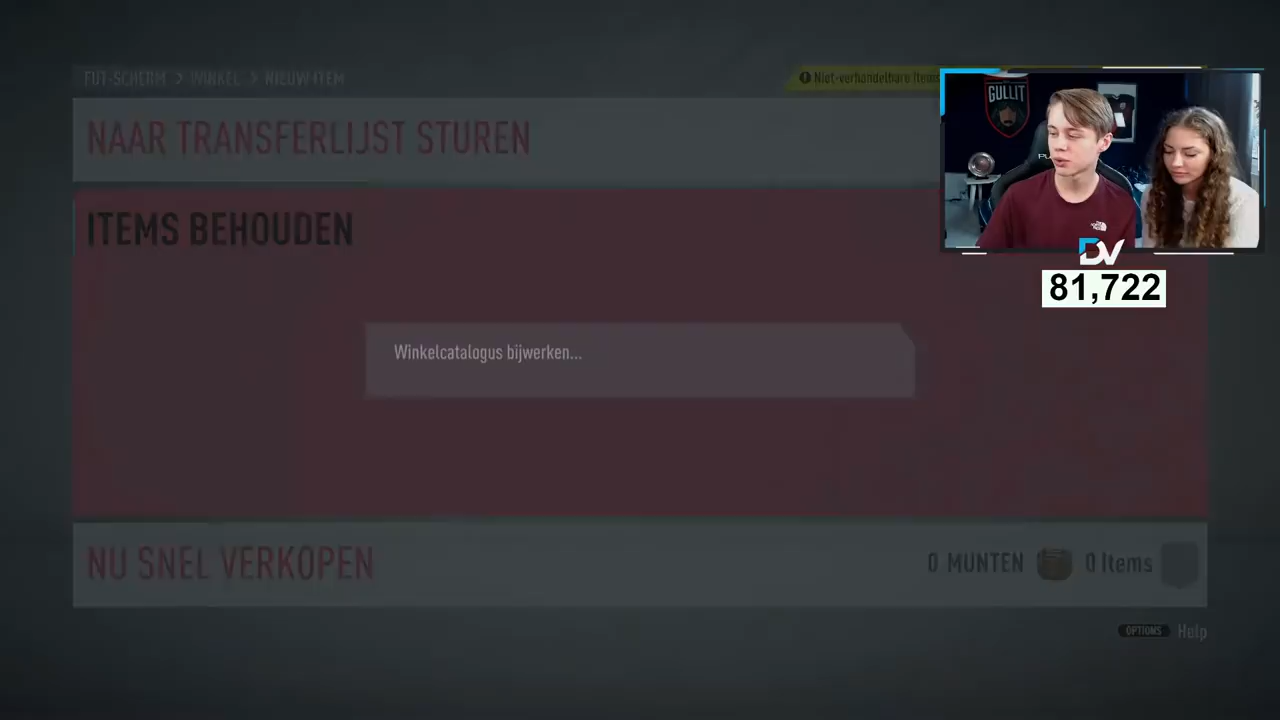 FUT-SCHERM > WINKEL > NIEUW ITEM
Niet-verhandelbare items
GULLIT
NAAR TRANSFERLIJST STUREN
ITEMS BEHOUDEN
DV
81,722
Winkelcatalogus bijwerken...
NU SNEL VERKOPEN
0 MUNTEN 0 Items
OPTIONS Help